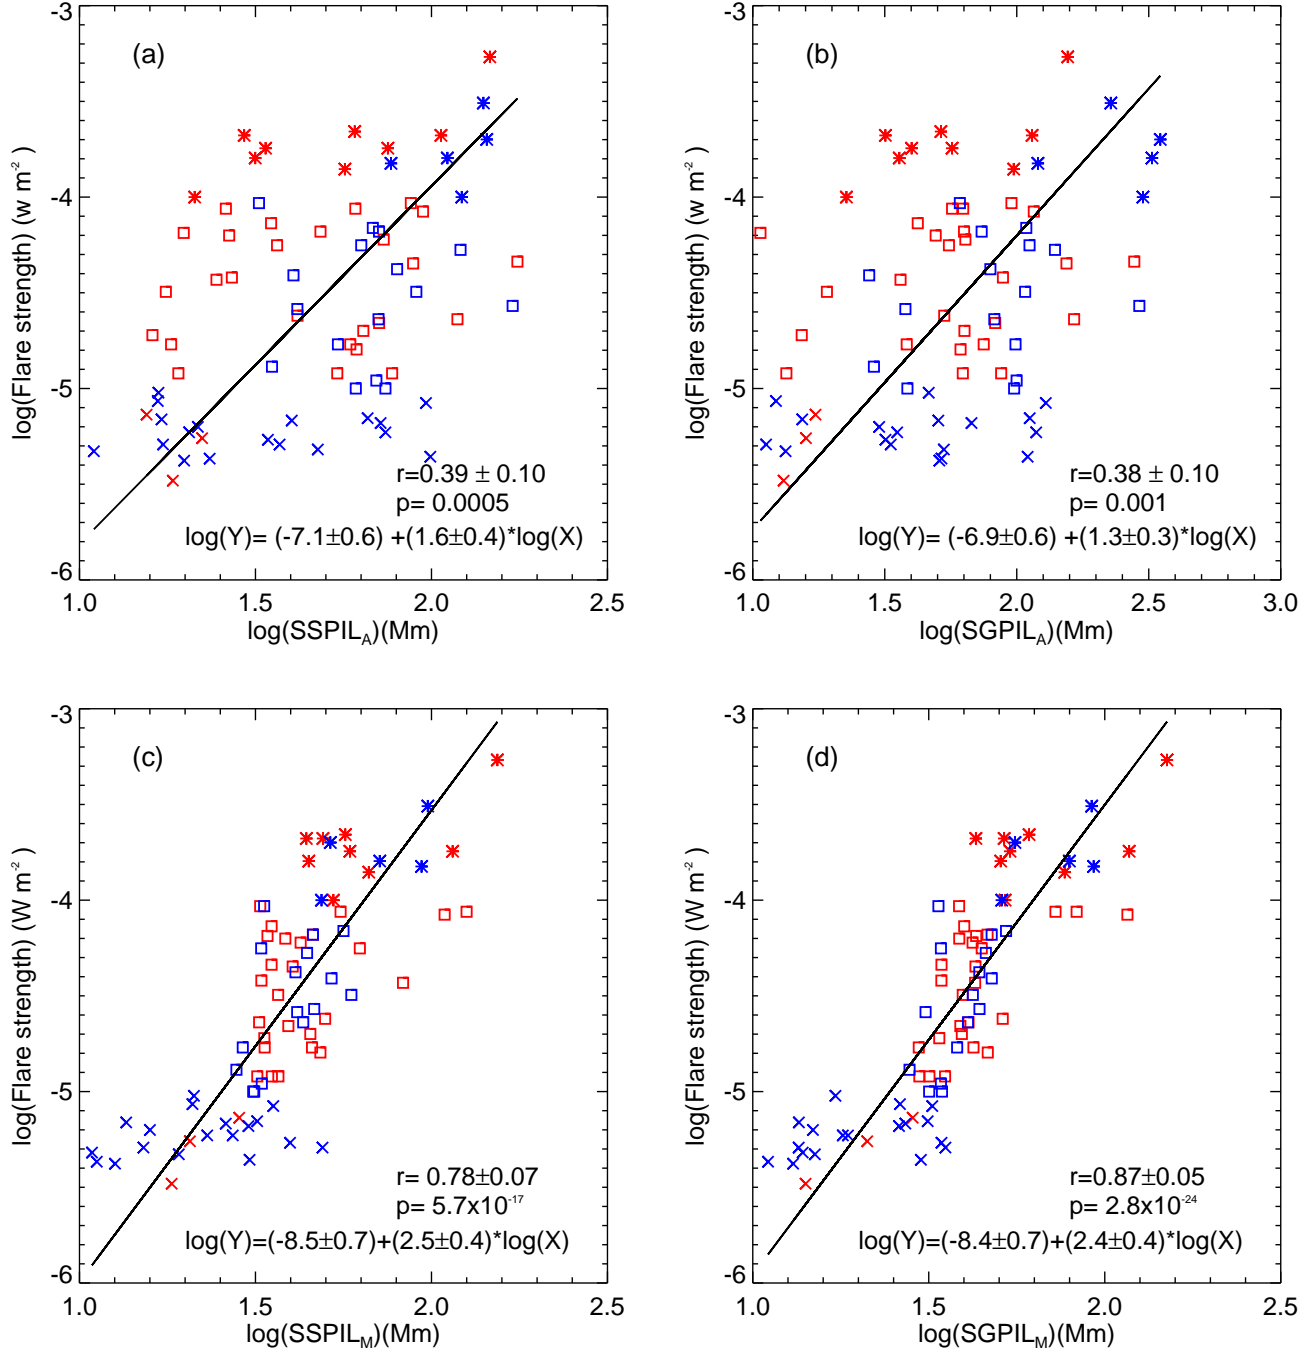 -3
(a)
-4
-5
-6
log(Flare strength) (w m⁻²)
r=0.39 ± 0.10
p= 0.0005
log(Y)= (-7.1±0.6) +(1.6±0.4)*log(X)
1.0 1.5 2.0 2.5
log(SSPIL_A)(Mm)
-3
(b)
-4
-5
-6
log(Flare strength) (w m⁻²)
r=0.38 ± 0.10
p= 0.001
log(Y)= (-6.9±0.6) +(1.3±0.3)*log(X)
1.0 1.5 2.0 2.5 3.0
log(SGPIL_A)(Mm)
-3
(c)
-4
-5
-6
log(Flare strength) (W m⁻²)
r= 0.78±0.07
p= 5.7x10⁻¹⁷
log(Y)=(-8.5±0.7)+(2.5±0.4)*log(X)
1.0 1.5 2.0 2.5
log(SSPIL_M)(Mm)
-3
(d)
-4
-5
-6
log(Flare strength) (W m⁻²)
r=0.87±0.05
p= 2.8x10⁻²⁴
log(Y)=(-8.4±0.7)+(2.4±0.4)*log(X)
1.0 1.5 2.0 2.5
log(SGPIL_M)(Mm)